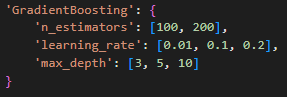 'GradientBoosting': {
    'n_estimators': [100, 200],
    'learning_rate': [0.01, 0.1, 0.2],
    'max_depth': [3, 5, 10]
}